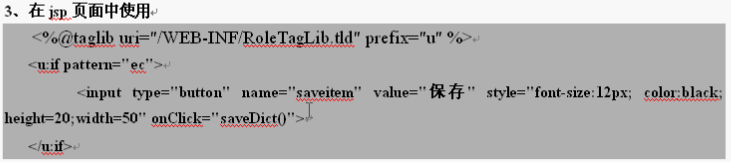 3、在 jsp 页面中使用
<%@taglib uri="/WEB-INF/RoleTagLib.tld" prefix="u" %>
<u:if pattern="ec">
<input type="button" name="saveitem" value="保存" style="font-size:12px; color:black;
height=20;width=50" onClick="saveDict()">
</u:if>